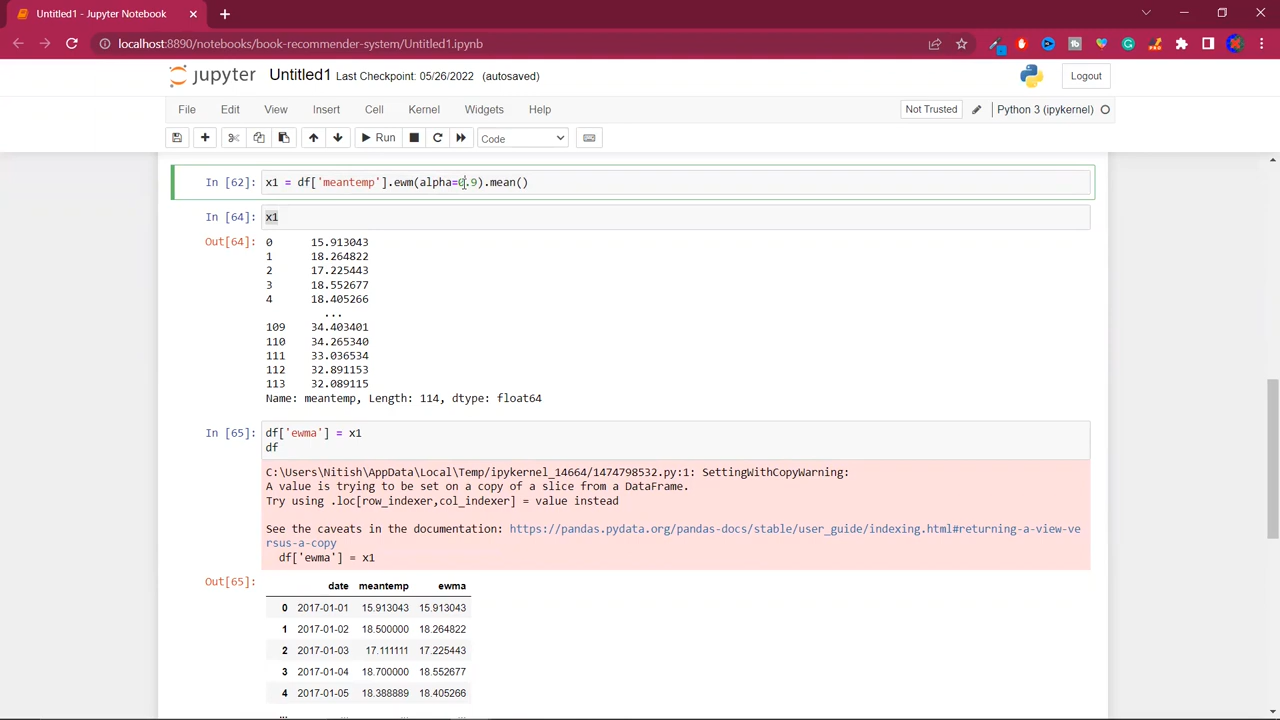 Untitled1 - Jupyter Notebook
localhost:8890/notebooks/book-recommender-system/Untitled1.ipynb
jupyter Untitled1 Last Checkpoint: 05/26/2022 (autosaved) Logout
File Edit View Insert Cell Kernel Widgets Help Not Trusted Python 3 (ipykernel)
Run Code
In [62]: x1 = df['meantemp'].ewm(alpha=0.9).mean()
In [64]: x1
Out[64]: 0 15.913043
1 18.264822
2 17.225443
3 18.552677
4 18.405266
...
109 34.403401
110 34.265340
111 33.036534
112 32.891153
113 32.089115
Name: meantemp, Length: 114, dtype: float64
In [65]: df['ewma'] = x1
df
C:\Users\Nitish\AppData\Local\Temp/ipykernel_14664/1474798532.py:1: SettingWithCopyWarning:
A value is trying to be set on a copy of a slice from a DataFrame.
Try using .loc[row_indexer,col_indexer] = value instead
See the caveats in the documentation: https://pandas.pydata.org/pandas-docs/stable/user_guide/indexing.html#returning-a-view-ve
rsus-a-copy
df['ewma'] = x1
Out[65]:
date meantemp ewma
0 2017-01-01 15.913043 15.913043
1 2017-01-02 18.500000 18.264822
2 2017-01-03 17.111111 17.225443
3 2017-01-04 18.700000 18.552677
4 2017-01-05 18.388889 18.405266
... ... ... ...